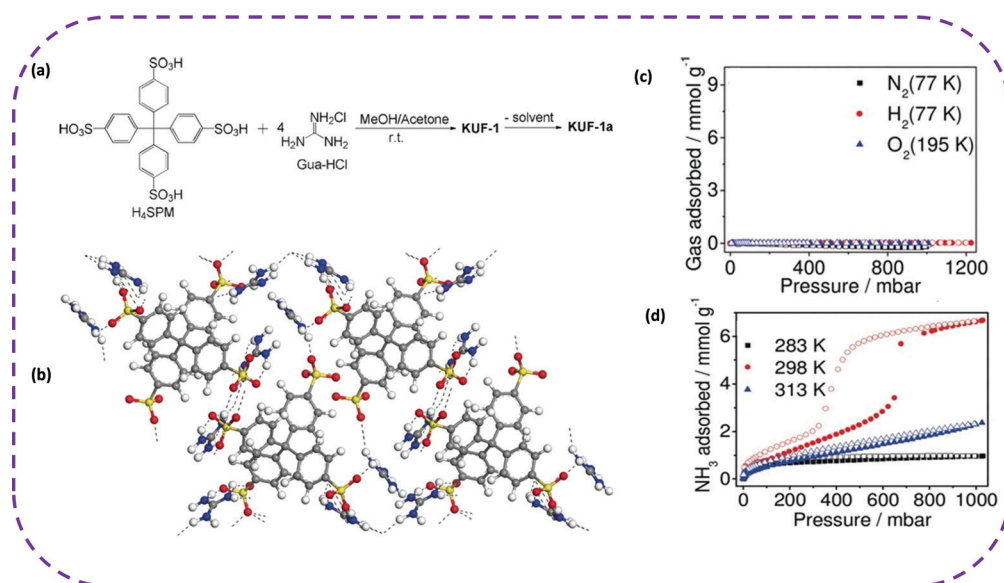 (a)
SO₃H
HO₃S
SO₃H
SO₃H
H₄SPM
+ 4
NH₂Cl
H₂N NH₂
Gua-HCl
MeOH/Acetone
r.t.
KUF-1
- solvent
KUF-1a
(b)
(c)
Gas adsorbed / mmol g⁻¹
9
6
3
0
N₂(77 K)
H₂(77 K)
O₂(195 K)
0 400 800 1200
Pressure / mbar
(d)
NH₃ adsorbed / mmol g⁻¹
6
4
2
0
283 K
298 K
313 K
0 200 400 600 800 1000
Pressure / mbar